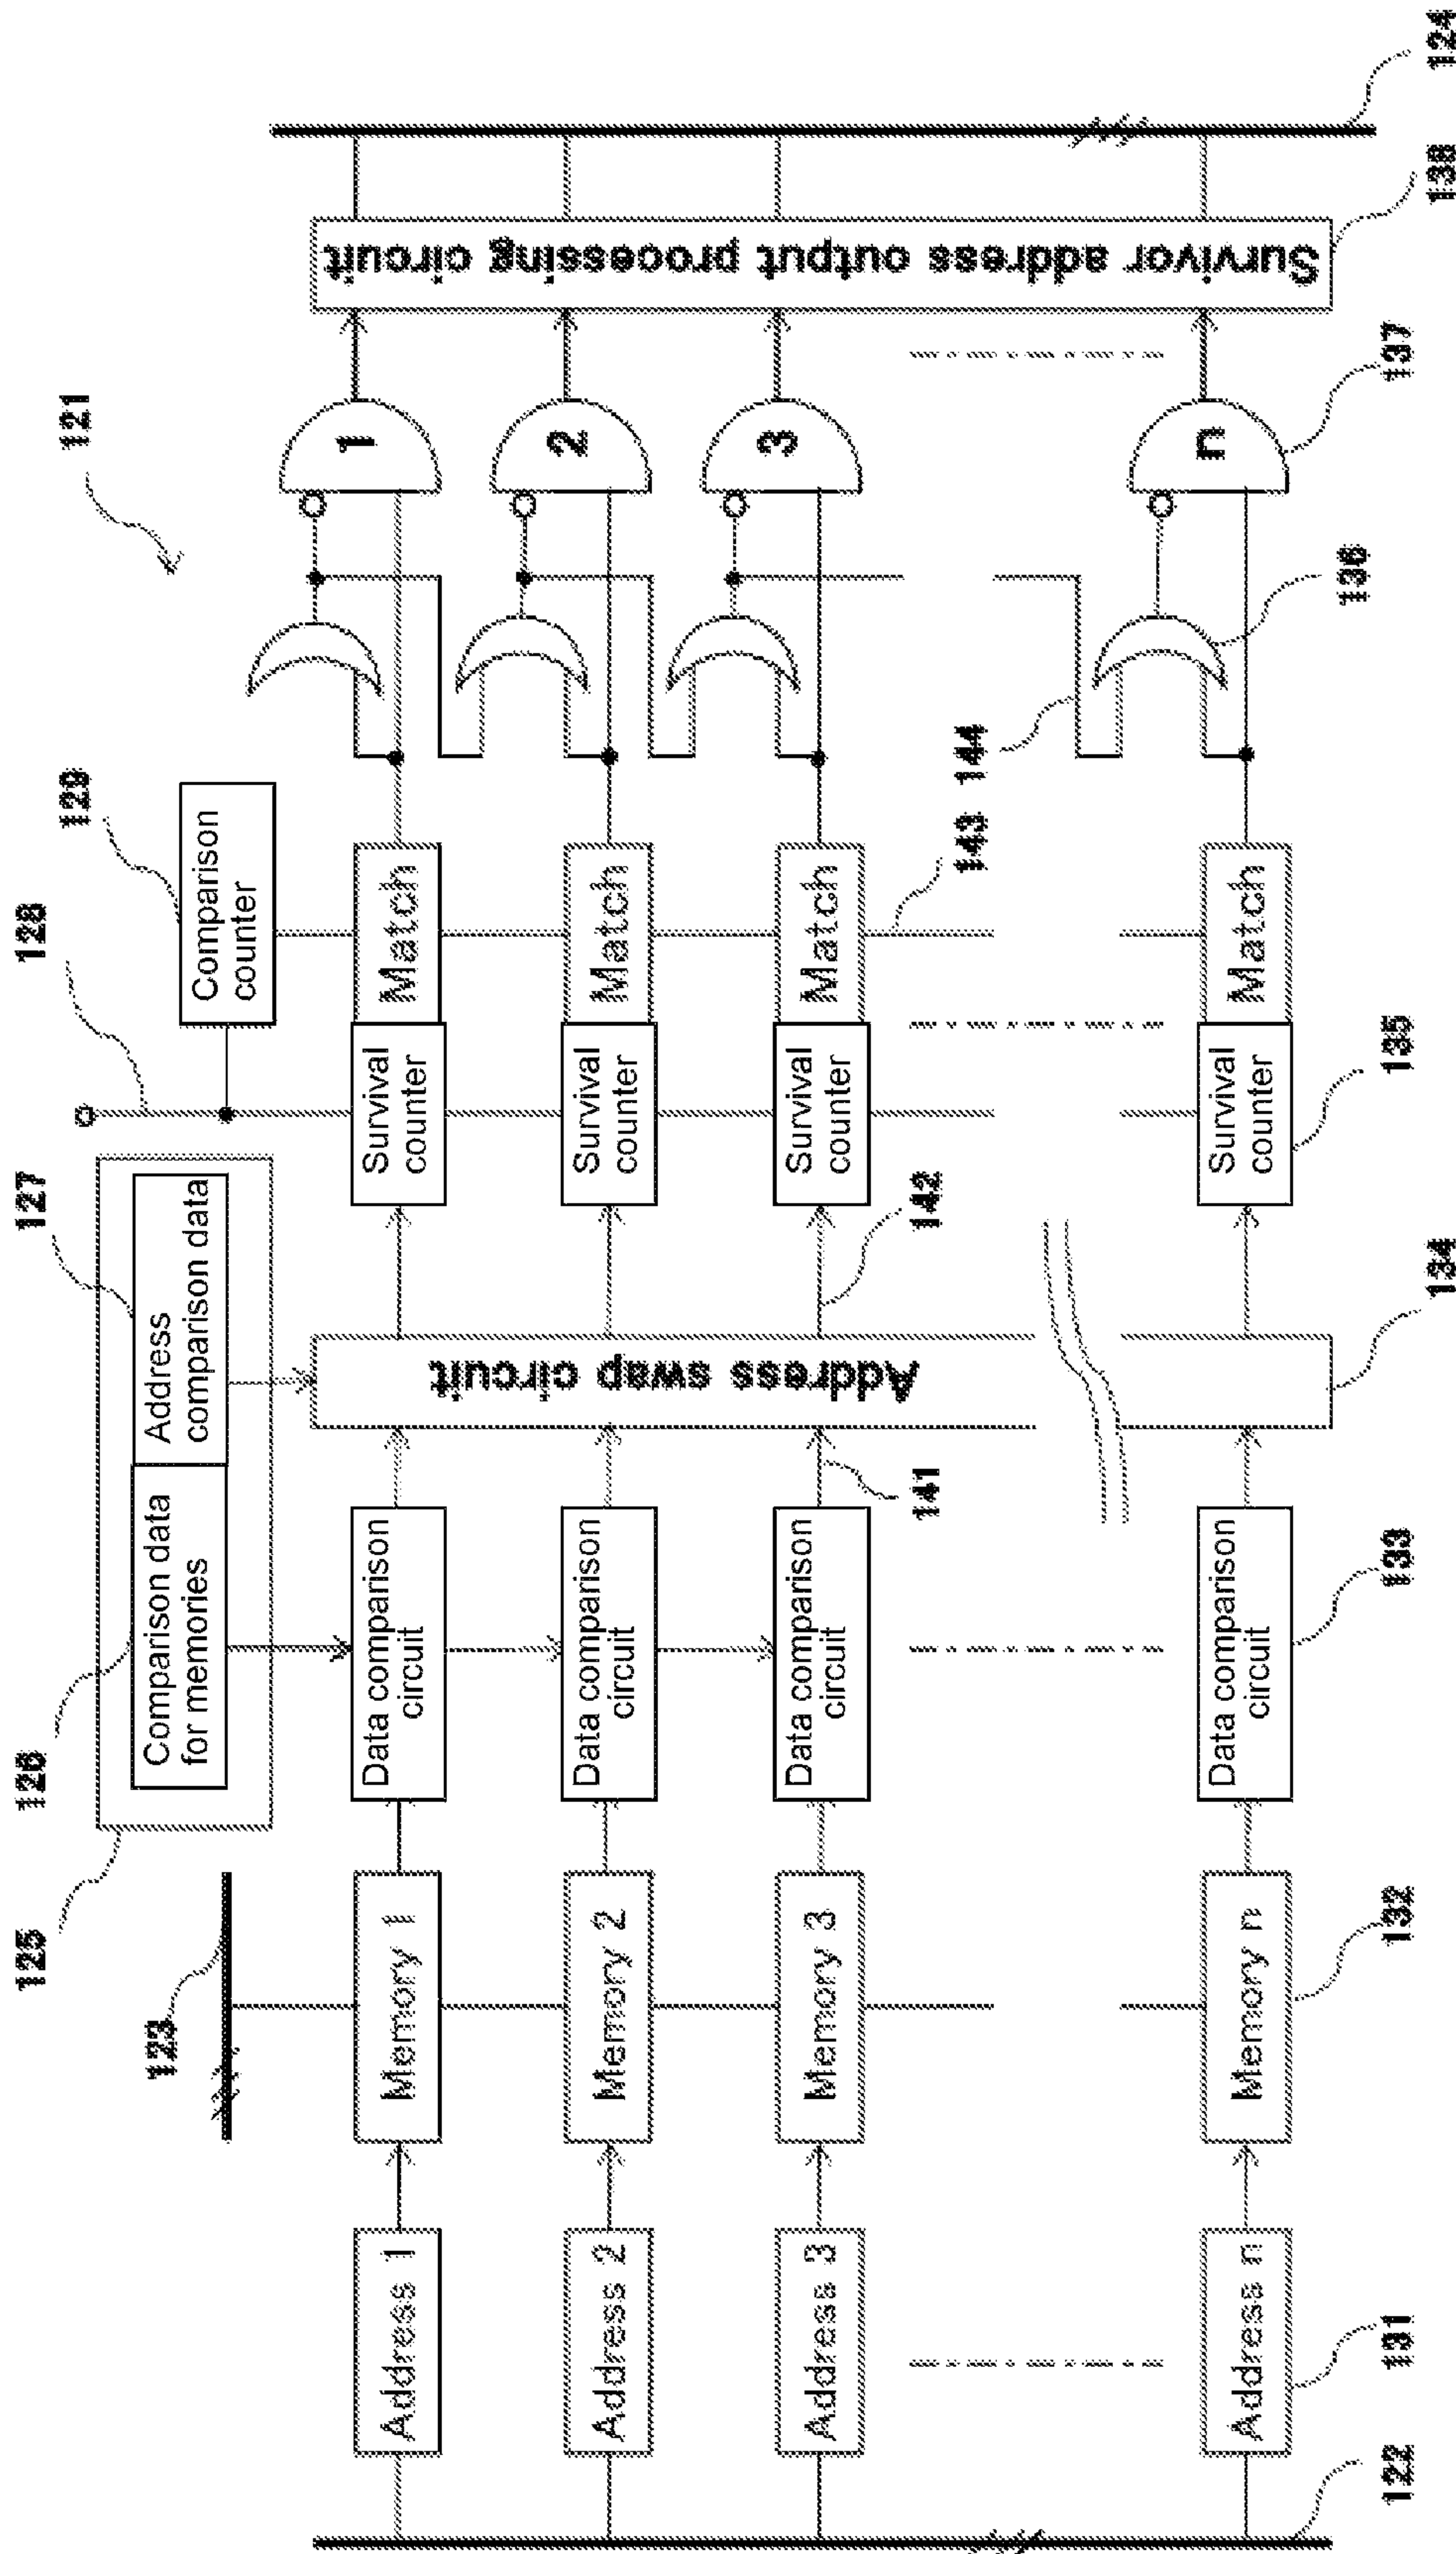 125
126
127
128
129
121
123
Comparison data
for memories
Address
comparison data
Comparison
counter
Address 1
Memory 1
Data comparison
circuit
Survival
counter
Match
1
Address 2
Memory 2
Data comparison
circuit
Survival
counter
Match
2
Address 3
Memory 3
Data comparison
circuit
Survival
counter
Match
3
Address swap circuit
Survivor address output processing circuit
141
142
143
144
Address n
Memory n
Data comparison
circuit
Survival
counter
Match
n
122
131
132
133
134
135
136
137
138
124